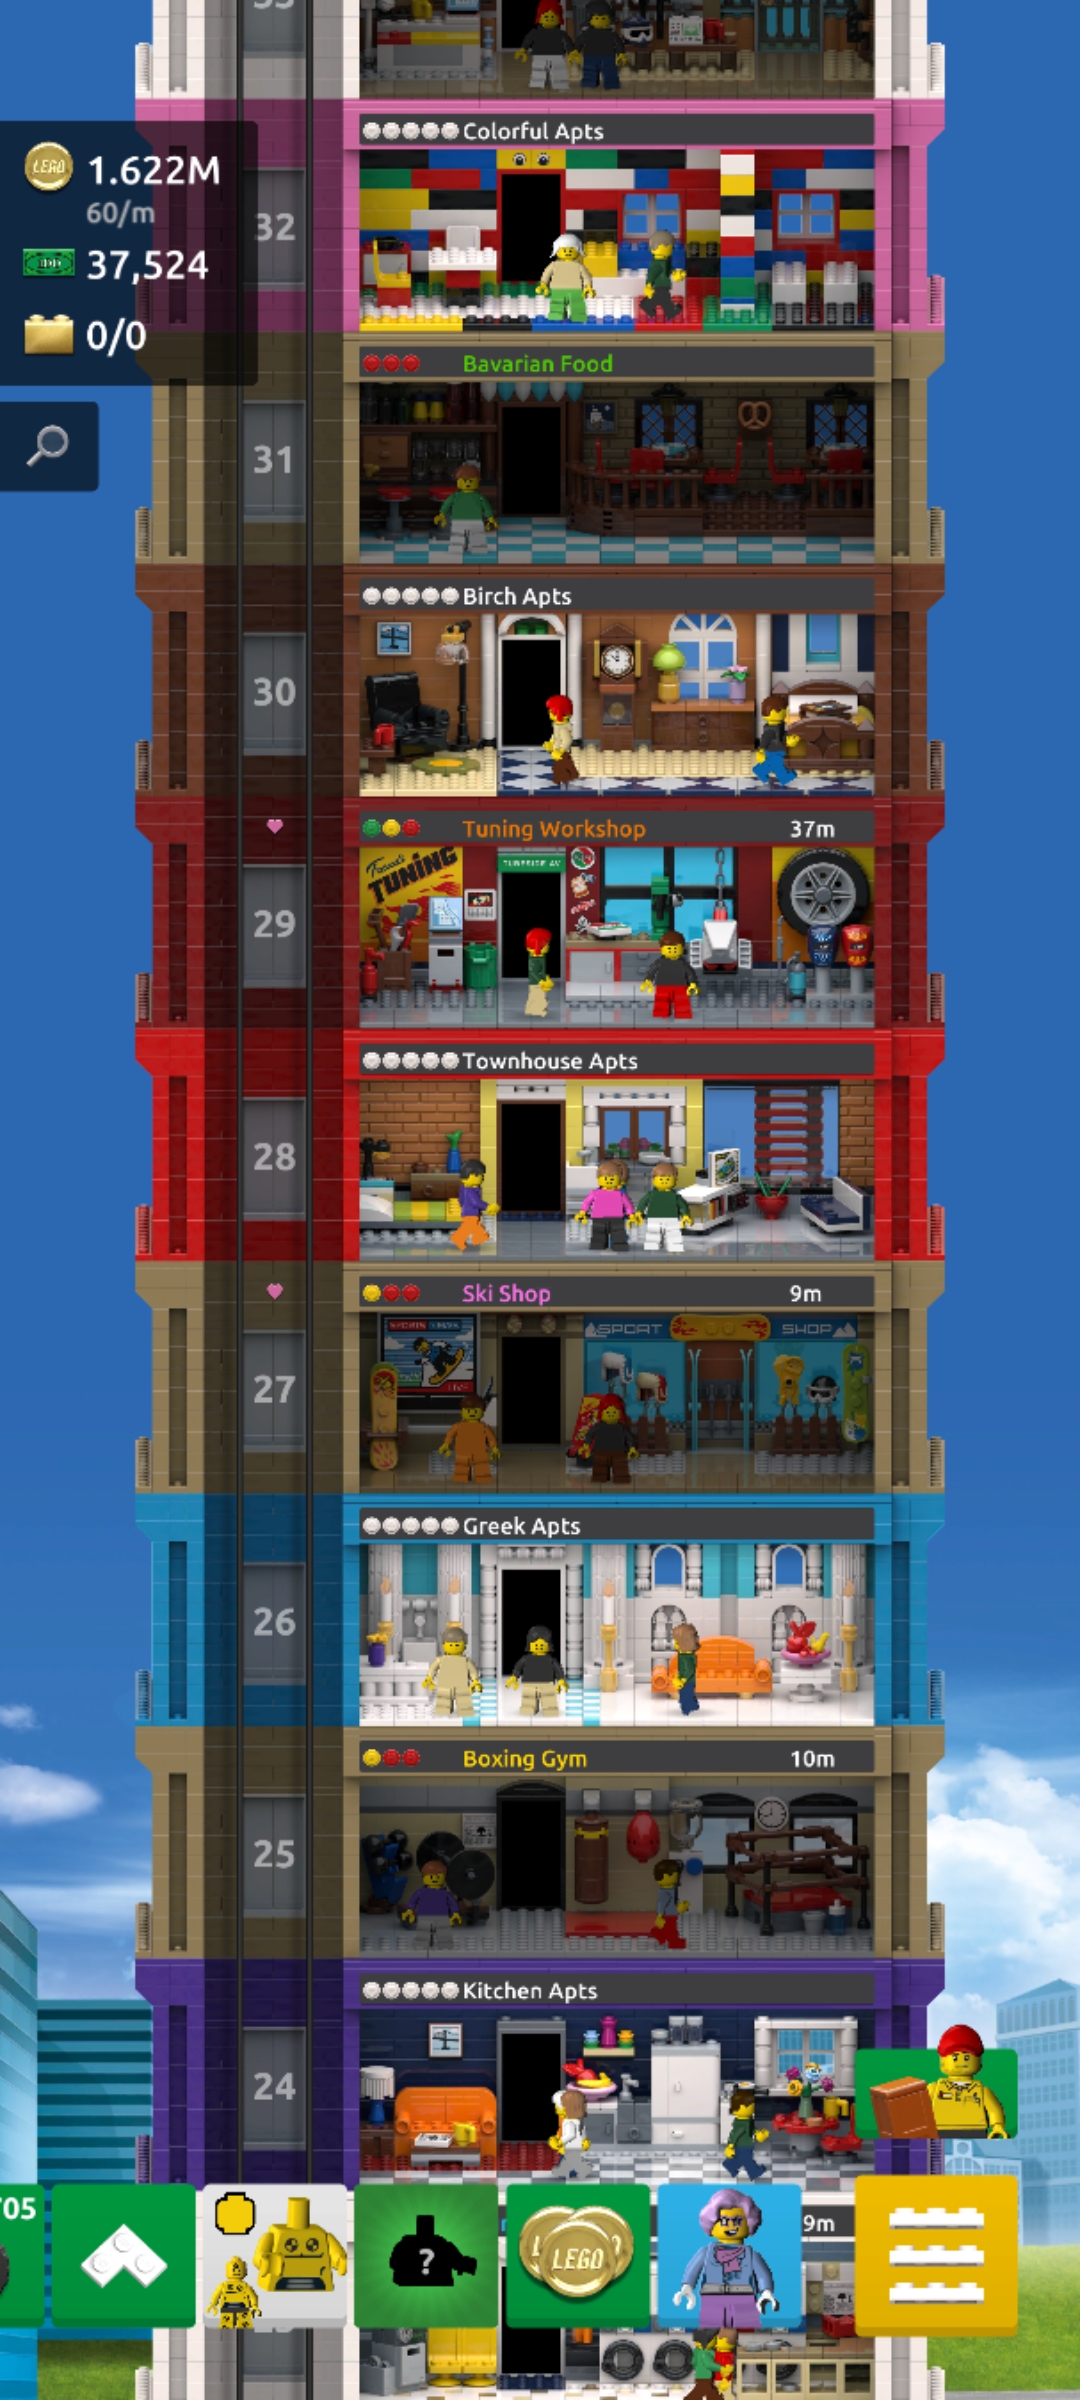 Colorful Apts
LEGO 1.622M
60/m
32
37,524
0/0
Bavarian Food
31
Birch Apts
30
Tuning Workshop 37m
TUNING
29
Townhouse Apts
28
Ski Shop 9m
SPORT SHOP
27
Greek Apts
26
Boxing Gym 10m
25
Kitchen Apts
24
9m
?
LEGO